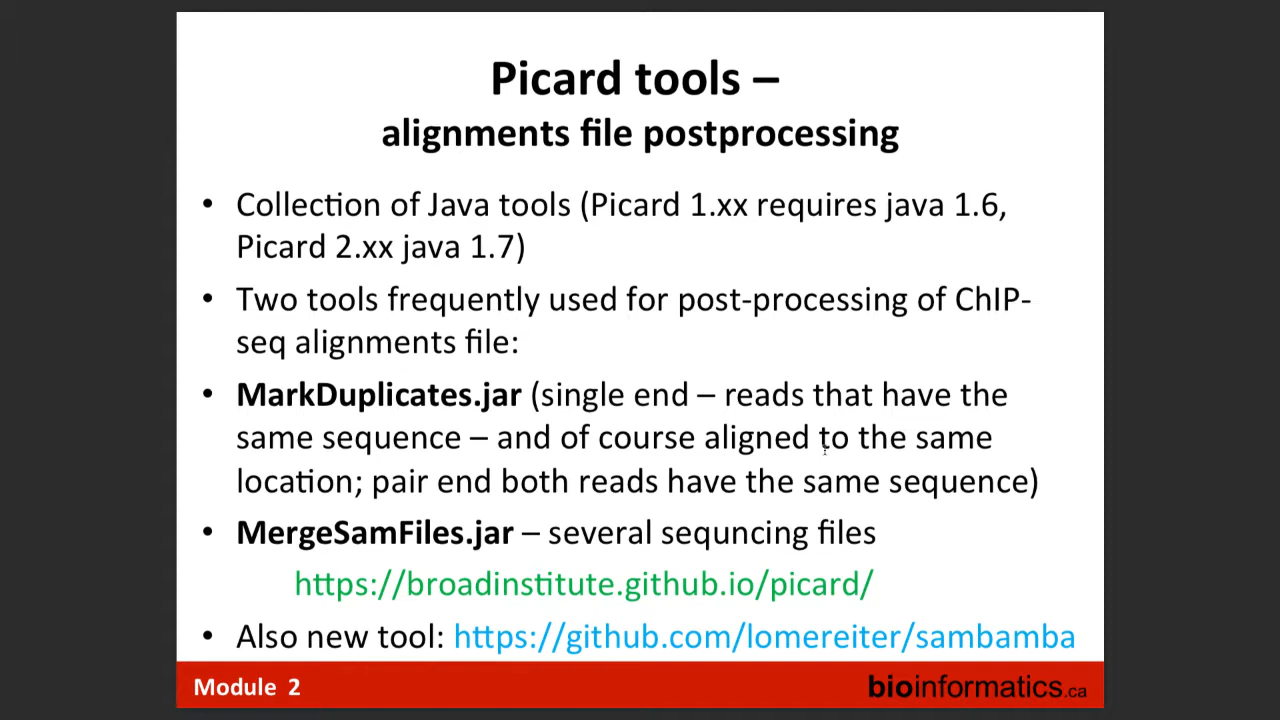 Picard tools –
alignments file postprocessing
• Collection of Java tools (Picard 1.xx requires java 1.6,
Picard 2.xx java 1.7)
• Two tools frequently used for post-processing of ChIP-
seq alignments file:
• MarkDuplicates.jar (single end – reads that have the
same sequence – and of course aligned to the same
location; pair end both reads have the same sequence)
• MergeSamFiles.jar – several sequncing files
https://broadinstitute.github.io/picard/
• Also new tool: https://github.com/lomereiter/sambamba
Module 2
bioinformatics.ca